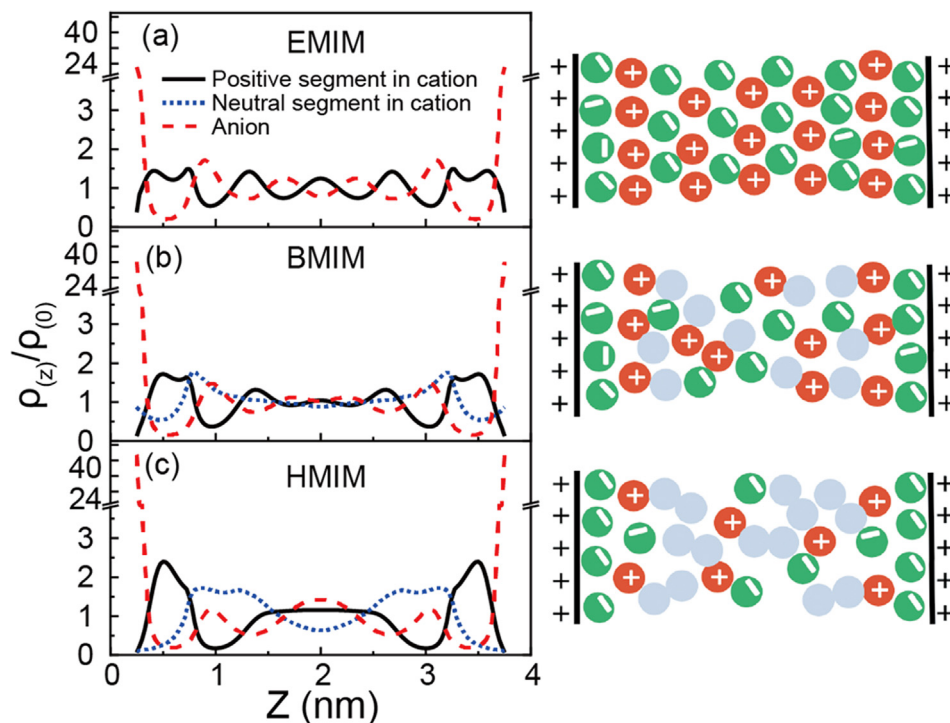 (a) EMIM
Positive segment in cation
Neutral segment in cation
Anion
40
24
3
2
1
0
(b) BMIM
40
24
3
2
1
0
(c) HMIM
40
24
3
2
1
0
ρ(z)/ρ(0)
0 1 2 3 4
Z (nm)